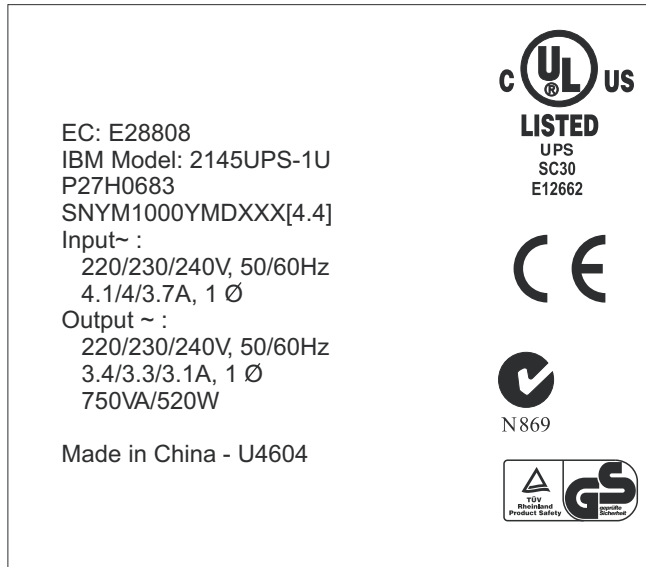 EC: E28808
IBM Model: 2145UPS-1U
P27H0683
SNYM1000YMDXXX[4.4]
Input~ :
220/230/240V, 50/60Hz
4.1/4/3.7A, 1 Ø
Output ~ :
220/230/240V, 50/60Hz
3.4/3.3/3.1A, 1 Ø
750VA/520W
Made in China - U4604
C UL ® US
LISTED
UPS
SC30
E12662
CE
N869
TÜV
Rheinland
Product Safety
GS
geprüfte
Sicherheit